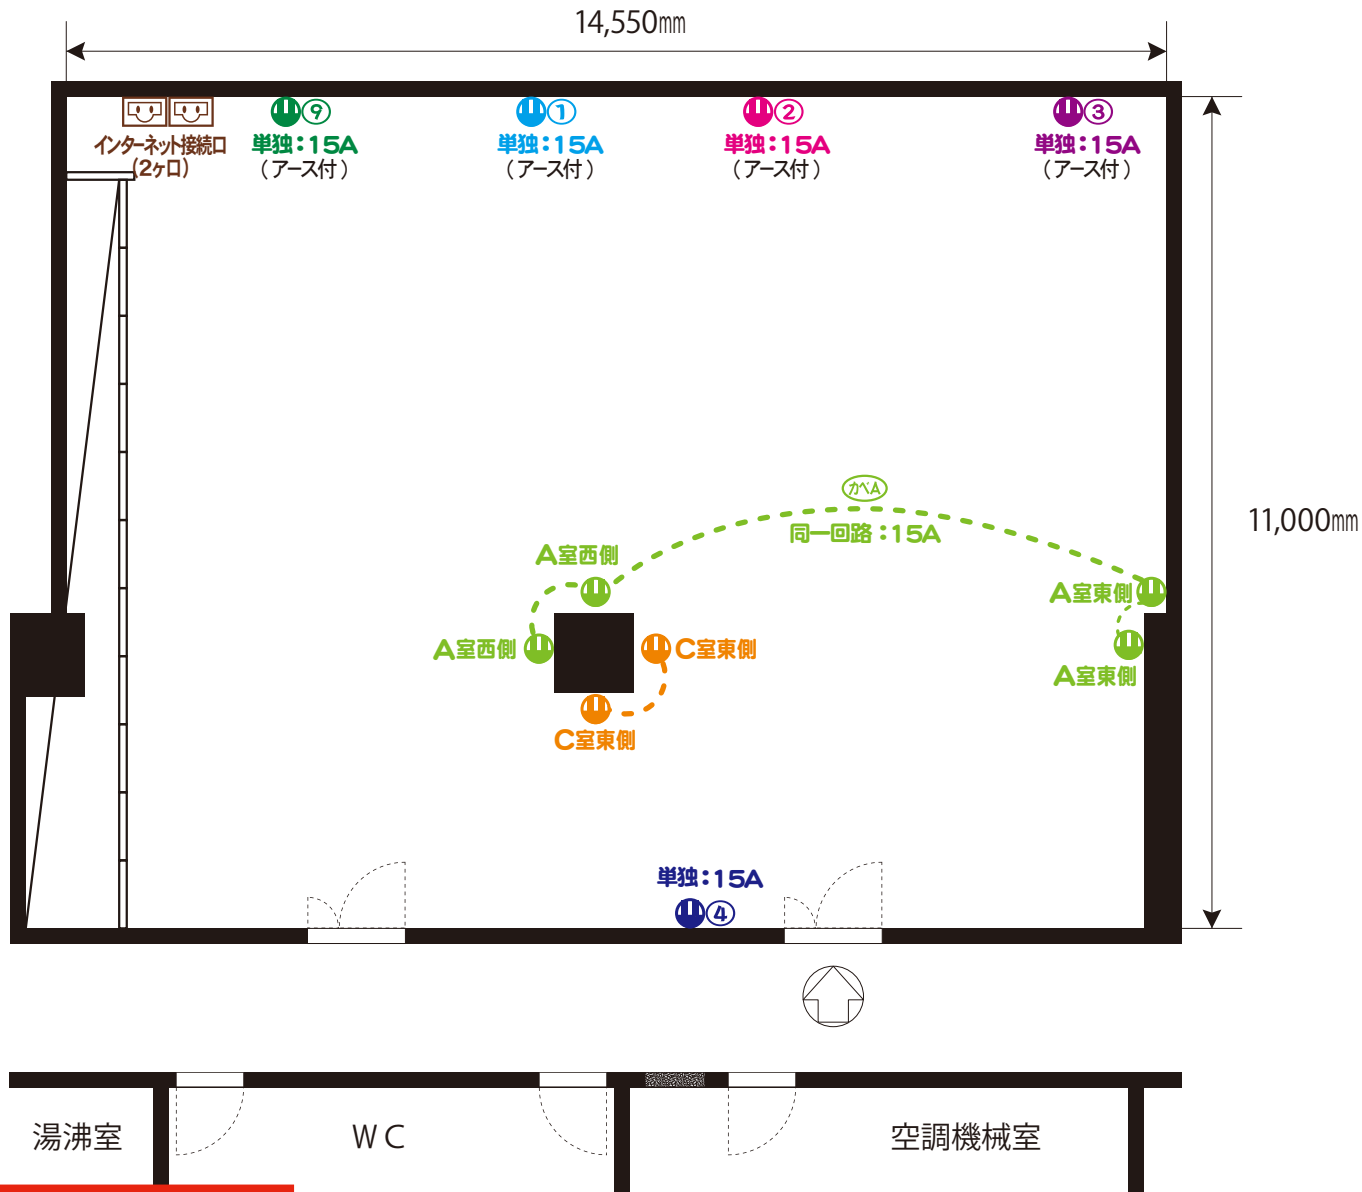 14,550㎜
⑨
①
②
③
インターネット接続口
(2ヶ口)
単独：15A
（アース付）
単独：15A
（アース付）
単独：15A
（アース付）
単独：15A
（アース付）
11,000㎜
カベA
同一回路：15A
A室西側
A室東側
A室西側
C室東側
A室東側
C室東側
単独：15A
④
湯沸室
ＷＣ
空調機械室